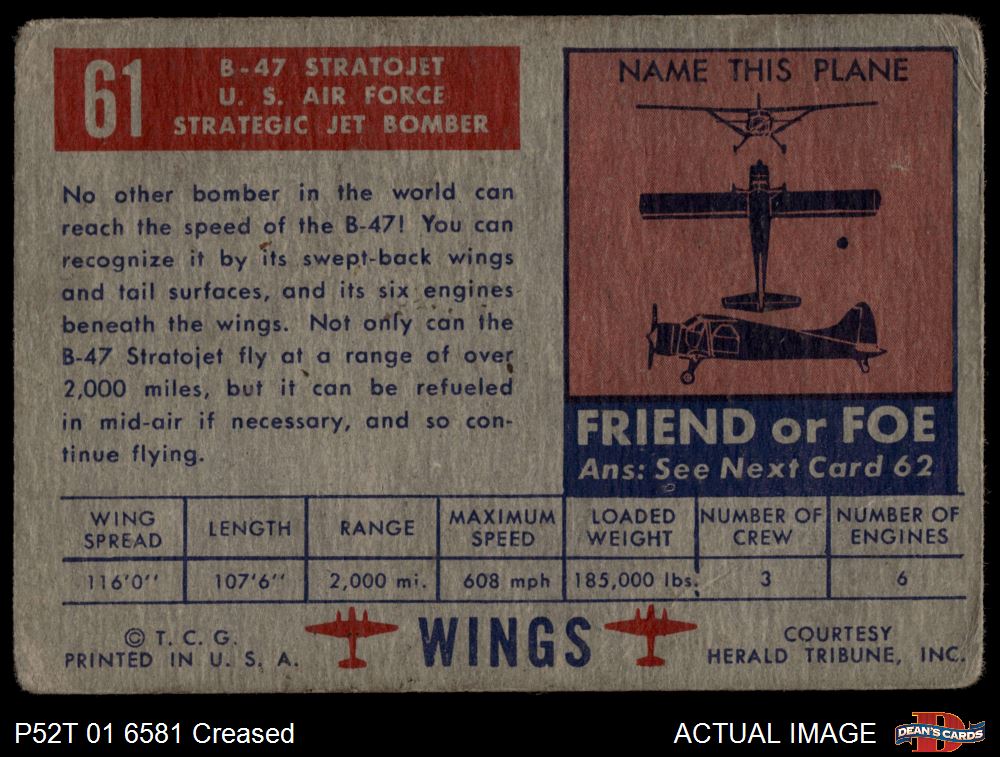 61
B-47 STRATOJET
U. S. AIR FORCE
STRATEGIC JET BOMBER
No other bomber in the world can
reach the speed of the B-47! You can
recognize it by its swept-back wings
and tail surfaces, and its six engines
beneath the wings. Not only can the
B-47 Stratojet fly at a range of over
2,000 miles, but it can be refueled
in mid-air if necessary, and so con-
tinue flying.
NAME THIS PLANE
FRIEND or FOE
Ans: See Next Card 62
WING SPREAD
LENGTH
RANGE
MAXIMUM SPEED
LOADED WEIGHT
NUMBER OF CREW
NUMBER OF ENGINES
116'0"
107'6"
2,000 mi.
608 mph
185,000 lbs.
3
6
© T. C. G.
PRINTED IN U. S. A.
WINGS
COURTESY
HERALD TRIBUNE, INC.
P52T 01 6581 Creased
ACTUAL IMAGE
D
DEAN'S CARDS